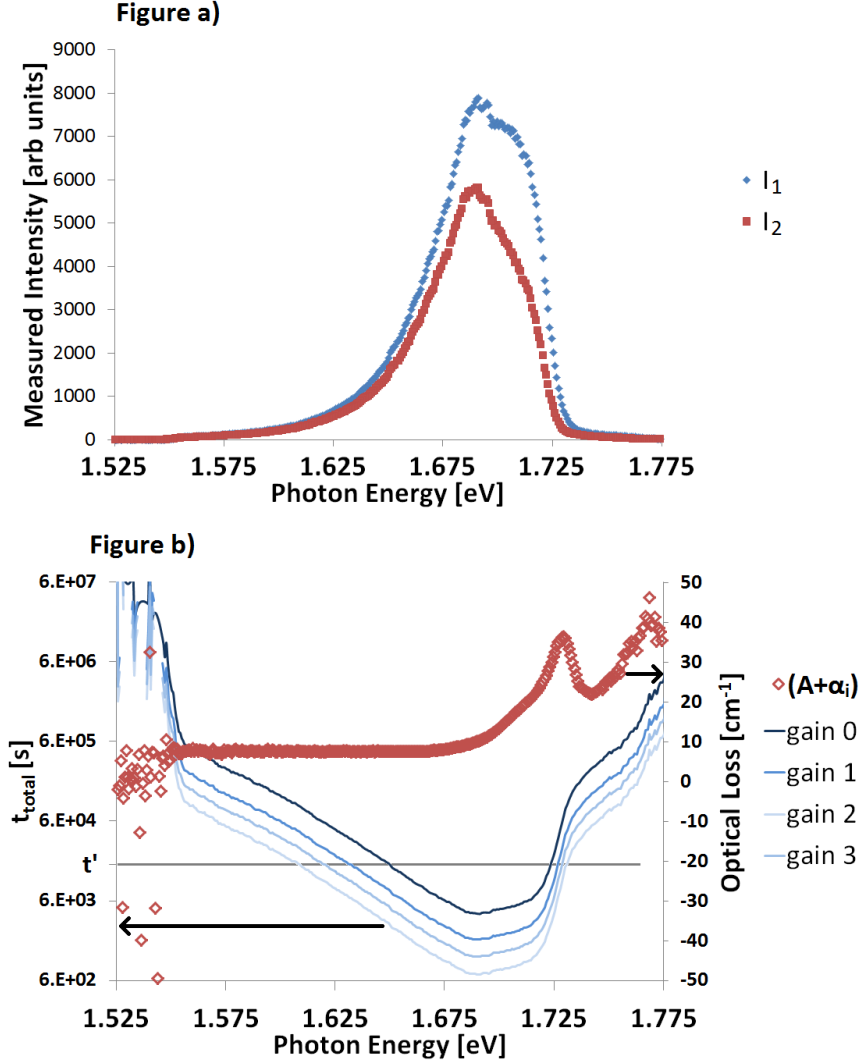 Figure a)
9000
8000
7000
6000
5000
4000
3000
2000
1000
0
Measured Intensity [arb units]
1.525 1.575 1.625 1.675 1.725 1.775
Photon Energy [eV]
I1
I2
Figure b)
6.E+07
6.E+06
6.E+05
6.E+04
t'
6.E+03
6.E+02
t_total [s]
50
40
30
20
10
0
-10
-20
-30
-40
-50
Optical Loss [cm⁻¹]
1.525 1.575 1.625 1.675 1.725 1.775
Photon Energy [eV]
(A+αᵢ)
gain 0
gain 1
gain 2
gain 3